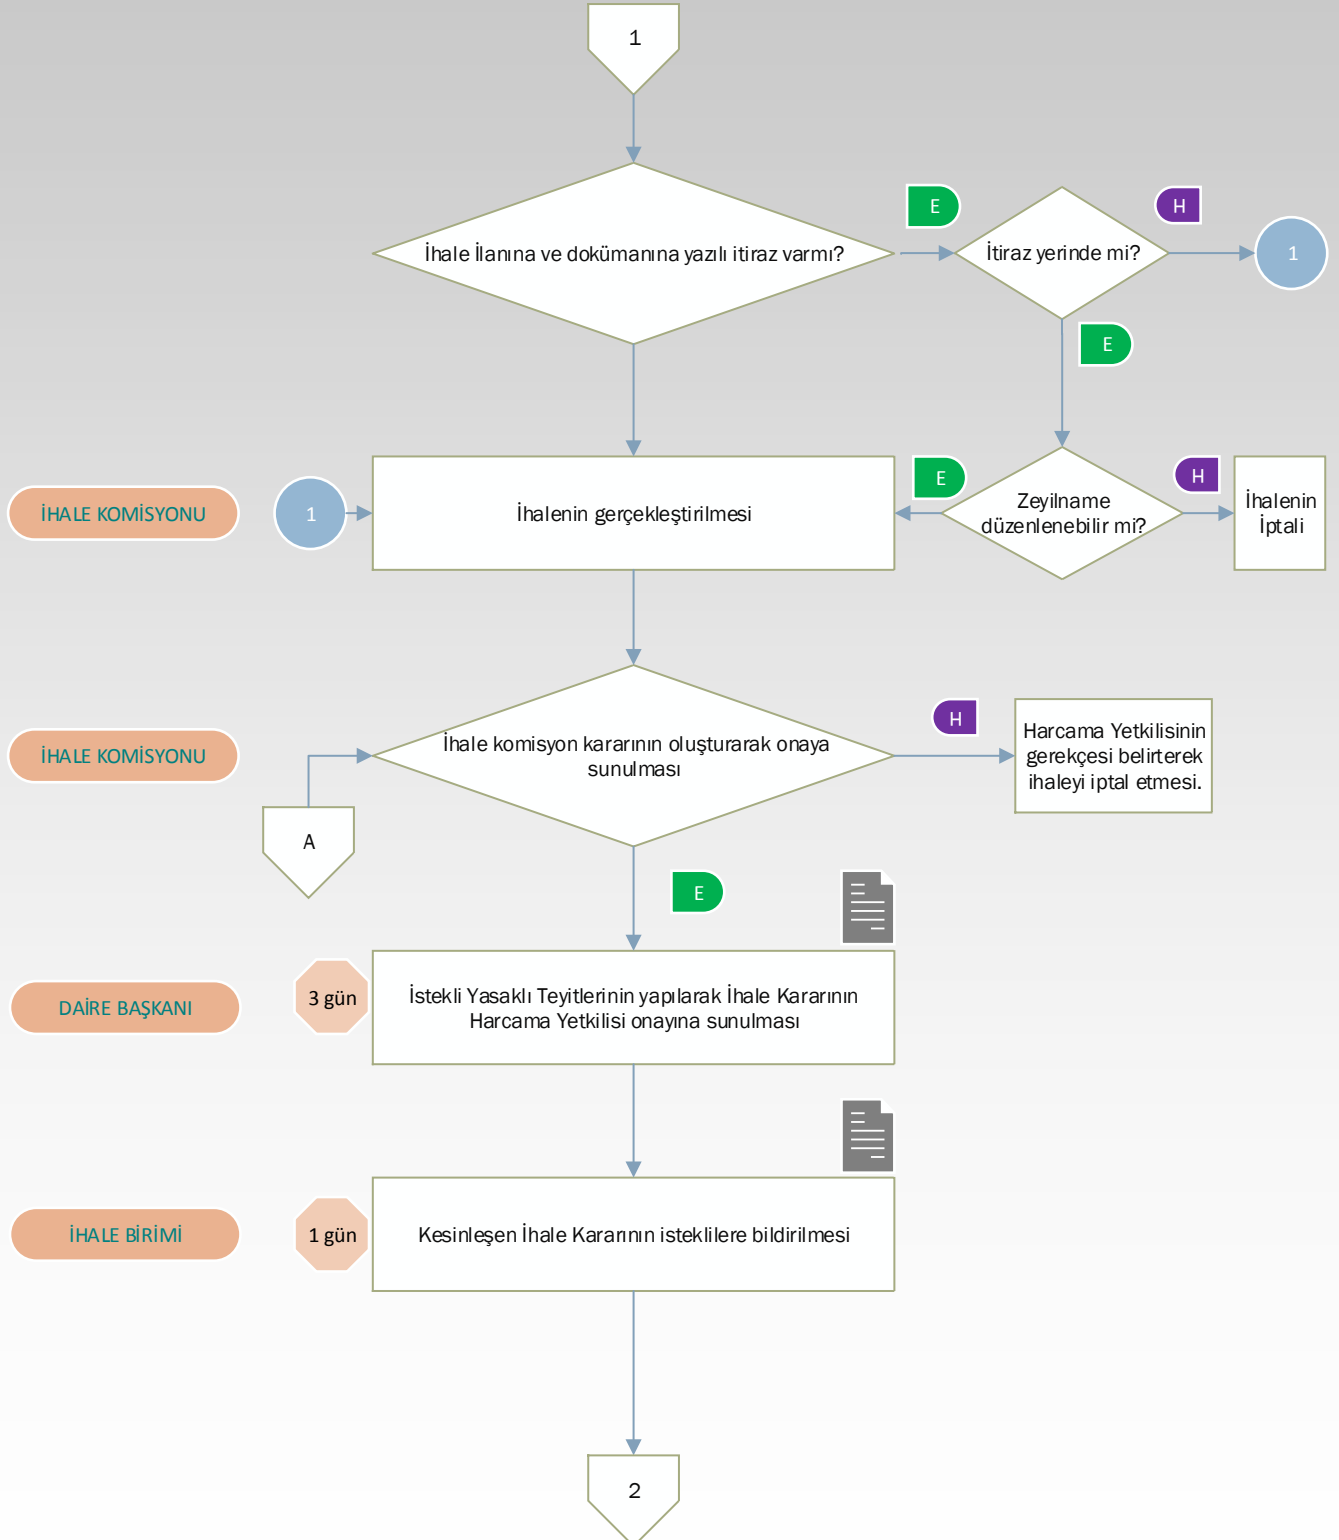 1
İhale İlanına ve dokümanına yazılı itiraz varmı?
E
İtiraz yerinde mi?
H
1
E
İHALE KOMİSYONU
1
İhalenin gerçekleştirilmesi
E
Zeyilname
düzenlenebilir mi?
H
İhalenin
İptali
İHALE KOMİSYONU
İhale komisyon kararının oluşturarak onaya
sunulması
H
Harcama Yetkilisinin
gerekçesi belirterek
ihaleyi iptal etmesi.
A
E
DAİRE BAŞKANI
3 gün
İstekli Yasaklı Teyitlerinin yapılarak İhale Kararının
Harcama Yetkilisi onayına sunulması
İHALE BİRİMİ
1 gün
Kesinleşen İhale Kararının isteklilere bildirilmesi
2